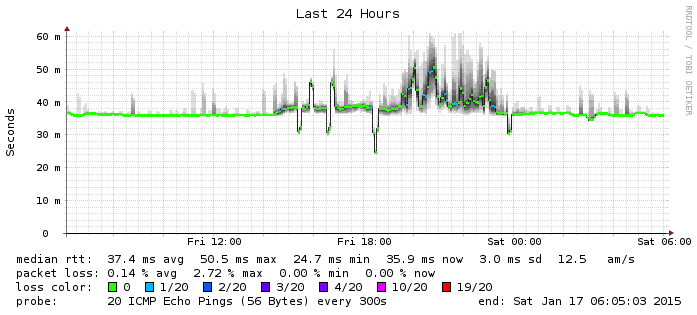 Last 24 Hours
RRDTOOL / TOBI OETIKER
Seconds
60 m
50 m
40 m
30 m
20 m
10 m
0
Fri 12:00 Fri 18:00 Sat 00:00 Sat 06:00
median rtt: 37.4 ms avg 50.5 ms max 24.7 ms min 35.9 ms now 3.0 ms sd 12.5 am/s
packet loss: 0.14 % avg 2.72 % max 0.00 % min 0.00 % now
loss color: 0 1/20 2/20 3/20 4/20 10/20 19/20
probe: 20 ICMP Echo Pings (56 Bytes) every 300s end: Sat Jan 17 06:05:03 2015